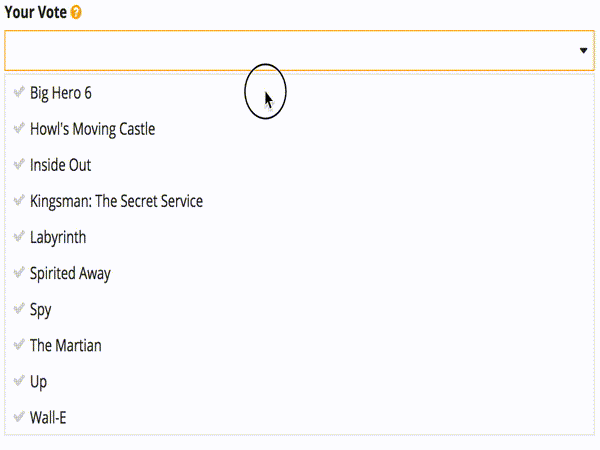 Your Vote ?
Big Hero 6
Howl's Moving Castle
Inside Out
Kingsman: The Secret Service
Labyrinth
Spirited Away
Spy
The Martian
Up
Wall-E